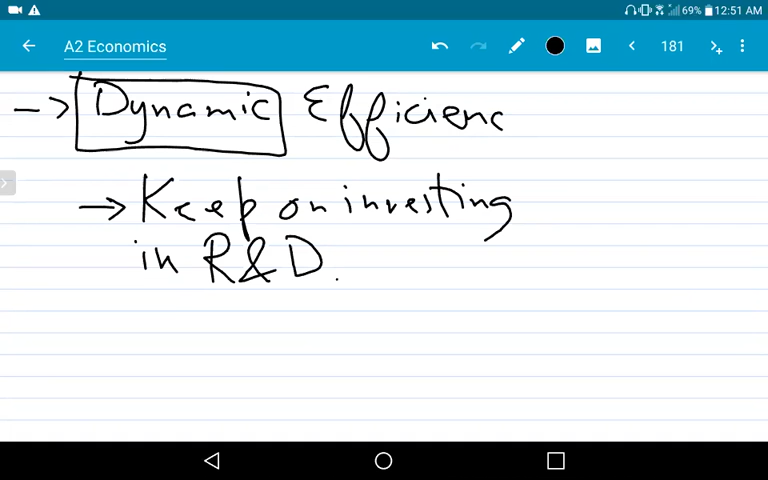 69% 12:51 AM
A2 Economics 181
-> Dynamic Efficienc
-> Keep on investing
in R&D.